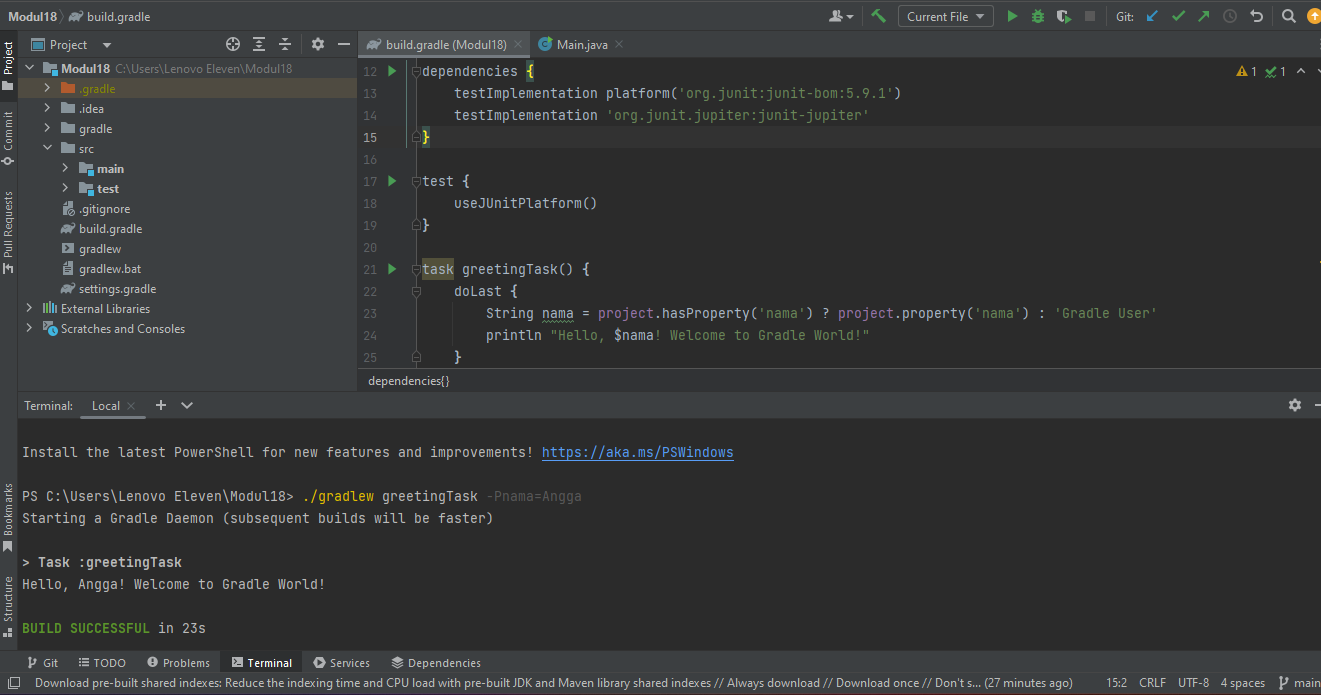 Modul18 build.gradle
Current File
Git:
Project
build.gradle (Modul18)
Main.java
Project
Commit
Pull Requests
Bookmarks
Structure
Modul18 C:\Users\Lenovo Eleven\Modul18
.gradle
.idea
gradle
src
main
test
.gitignore
build.gradle
gradlew
gradlew.bat
settings.gradle
External Libraries
Scratches and Consoles
1 1
12 dependencies {
13 testImplementation platform('org.junit:junit-bom:5.9.1')
14 testImplementation 'org.junit.jupiter:junit-jupiter'
15 }
16
17 test {
18 useJUnitPlatform()
19 }
20
21 task greetingTask() {
22 doLast {
23 String nama = project.hasProperty('nama') ? project.property('nama') : 'Gradle User'
24 println "Hello, $nama! Welcome to Gradle World!"
25 }
dependencies{}
Terminal: Local
Install the latest PowerShell for new features and improvements! https://aka.ms/PSWindows
PS C:\Users\Lenovo Eleven\Modul18> ./gradlew greetingTask -Pnama=Angga
Starting a Gradle Daemon (subsequent builds will be faster)
> Task :greetingTask
Hello, Angga! Welcome to Gradle World!
BUILD SUCCESSFUL in 23s
Git TODO Problems Terminal Services Dependencies
Download pre-built shared indexes: Reduce the indexing time and CPU load with pre-built JDK and Maven library shared indexes // Always download // Download once // Don't s... (27 minutes ago) 15:2 CRLF UTF-8 4 spaces main